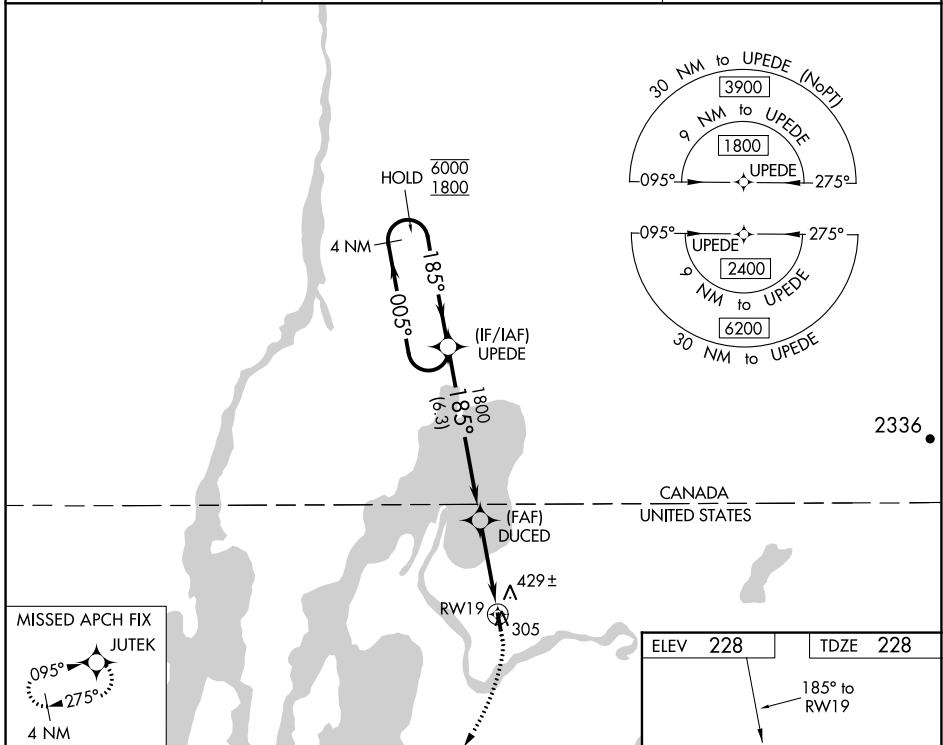 30 NM to UPEDE (NoPT)
3900
9 NM to UPEDE
1800
UPEDE
095°
275°
095°
275°
UPEDE
2400
9 NM to UPEDE
6200
30 NM to UPEDE
HOLD 6000
1800
4 NM
185°
005°
(IF/IAF)
UPEDE
1800
185°
(6.3)
2336
CANADA
UNITED STATES
(FAF)
DUCED
429±
RW19
305
MISSED APCH FIX
JUTEK
095°
275°
4 NM
ELEV 228
TDZE 228
185° to
RW19